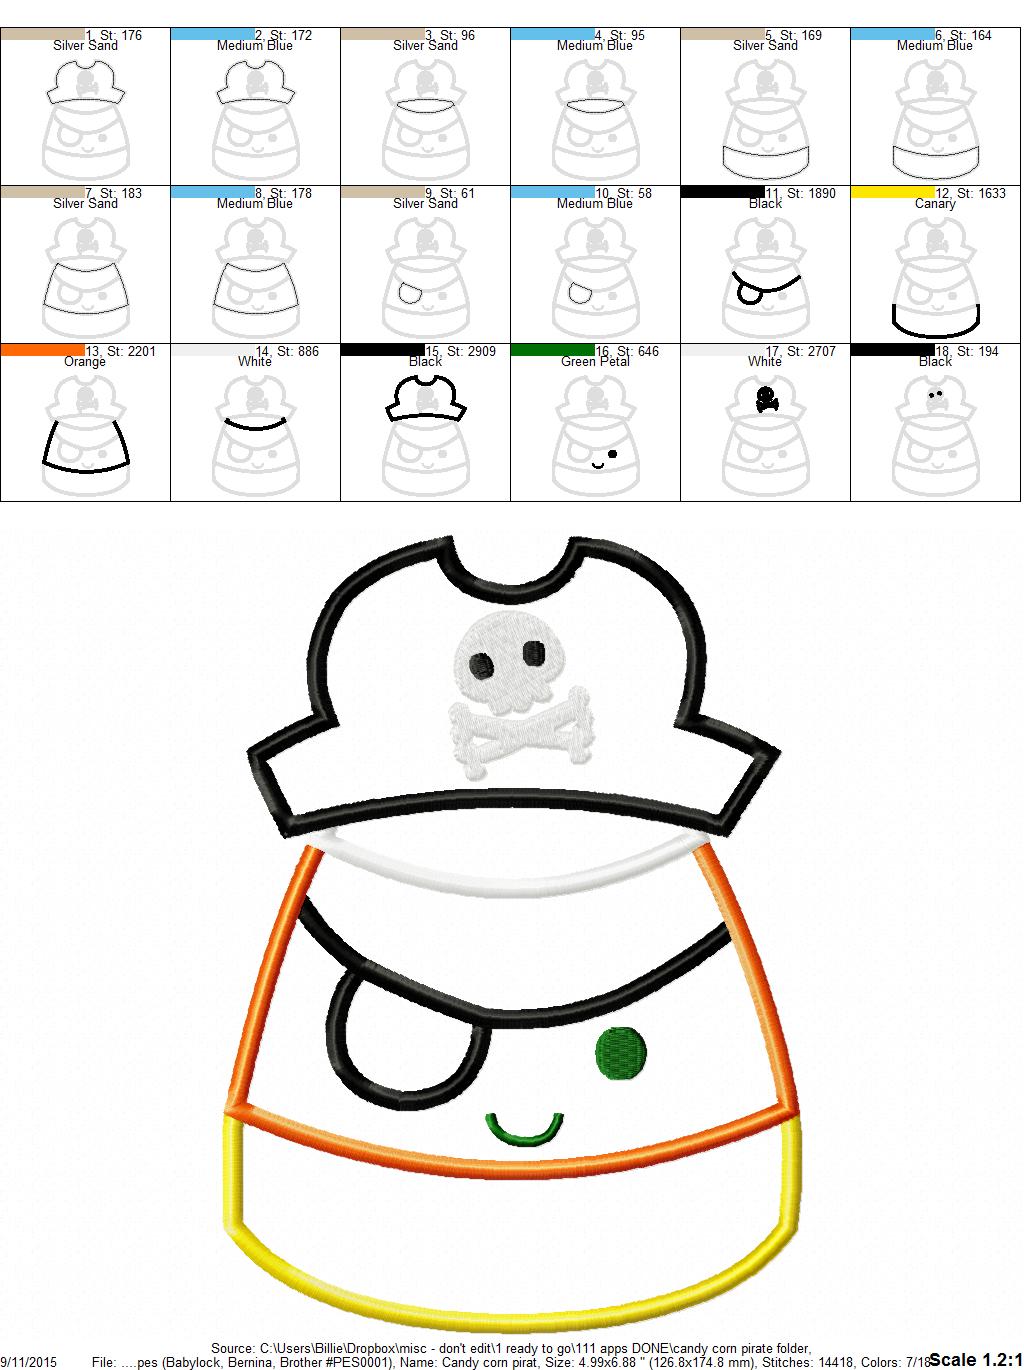 1, St: 176
Silver Sand
2, St: 172
Medium Blue
3, St: 96
Silver Sand
4, St: 95
Medium Blue
5, St: 169
Silver Sand
6, St: 164
Medium Blue
7, St: 183
Silver Sand
8, St: 178
Medium Blue
9, St: 61
Silver Sand
10, St: 58
Medium Blue
11, St: 1890
Black
12, St: 1633
Canary
13, St: 2201
Orange
14, St: 886
White
15, St: 2909
Black
16, St: 646
Green Petal
17, St: 2707
White
18, St: 194
Black
Source: C:\Users\Billie\Dropbox\misc - don't edit\1 ready to go\111 apps DONE\candy corn pirate folder,
9/11/2015 File: ....pes (Babylock, Bernina, Brother #PES0001), Name: Candy corn pirat, Size: 4.99x6.88 " (126.8x174.8 mm), Stitches: 14418, Colors: 7/18 Scale 1.2:1